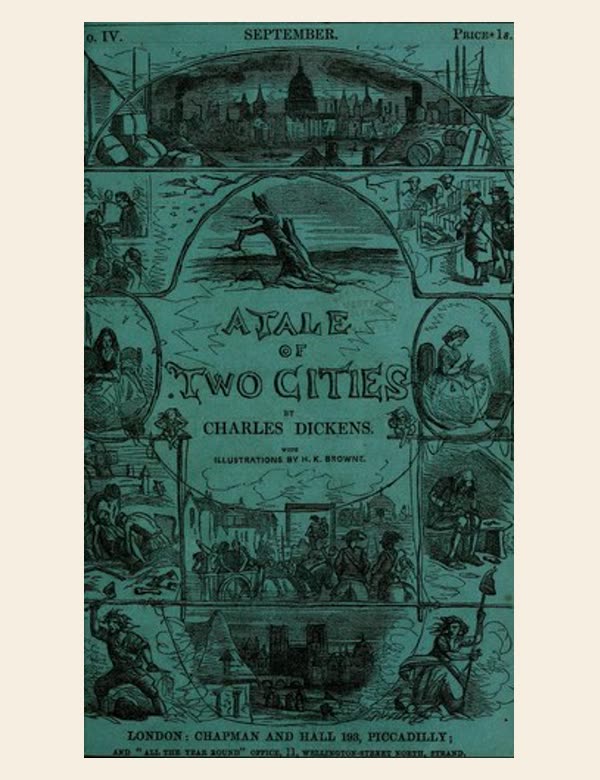 o. IV.
SEPTEMBER.
PRICE 1s.
A TALE
OF
TWO CITIES
BY
CHARLES DICKENS.
WITH
ILLUSTRATIONS BY H. K. BROWNE.
LONDON: CHAPMAN AND HALL 193, PICCADILLY;
AND "ALL THE YEAR ROUND" OFFICE, 11, WELLINGTON-STREET NORTH, STRAND.